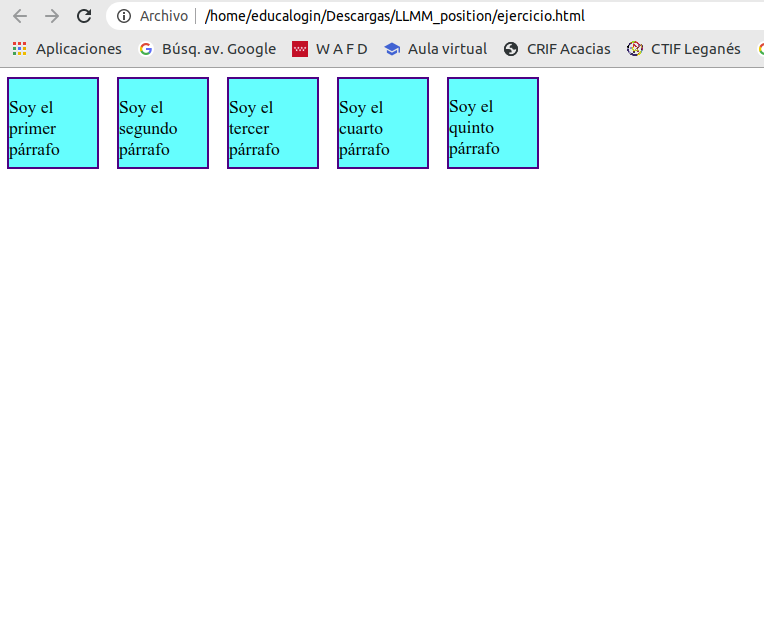 Archivo | /home/educalogin/Descargas/LLMM_position/ejercicio.html
Aplicaciones Búsq. av. Google W A F D Aula virtual CRIF Acacias CTIF Leganés
Soy el
primer
párrafo
Soy el
segundo
párrafo
Soy el
tercer
párrafo
Soy el
cuarto
párrafo
Soy el
quinto
párrafo